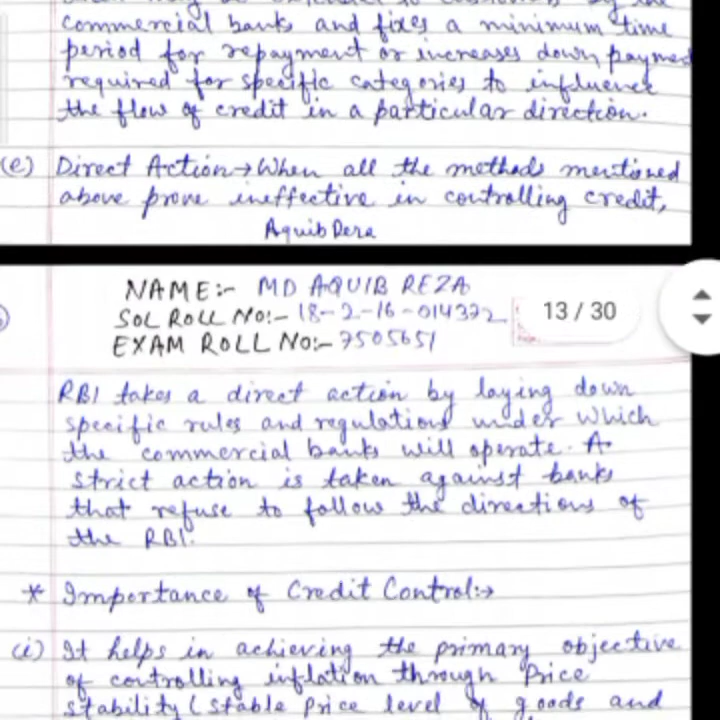 commercial banks and fixes a minimum time
period for repayment or increases down paymen
required for specific categories to influence
the flow of credit in a particular direction.
(e) Direct Action→When all the methods mentioned
above prove ineffective in controlling credit,
Aquib Reza
NAME:- MD AQUIB REZA
SOL ROLL NO:- 18-2-16-014372
13 / 30
EXAM ROLL NO:- 7505651
RBI takes a direct action by laying down
specific rules and regulations under which
the commercial banks will operate. A
strict action is taken against banks
that refuse to follow the directions of
the RBI.
* Importance of Credit Control:→
(i) It helps in achieving the primary objective
of controlling inflation through Price
stability (stable Price level of goods and